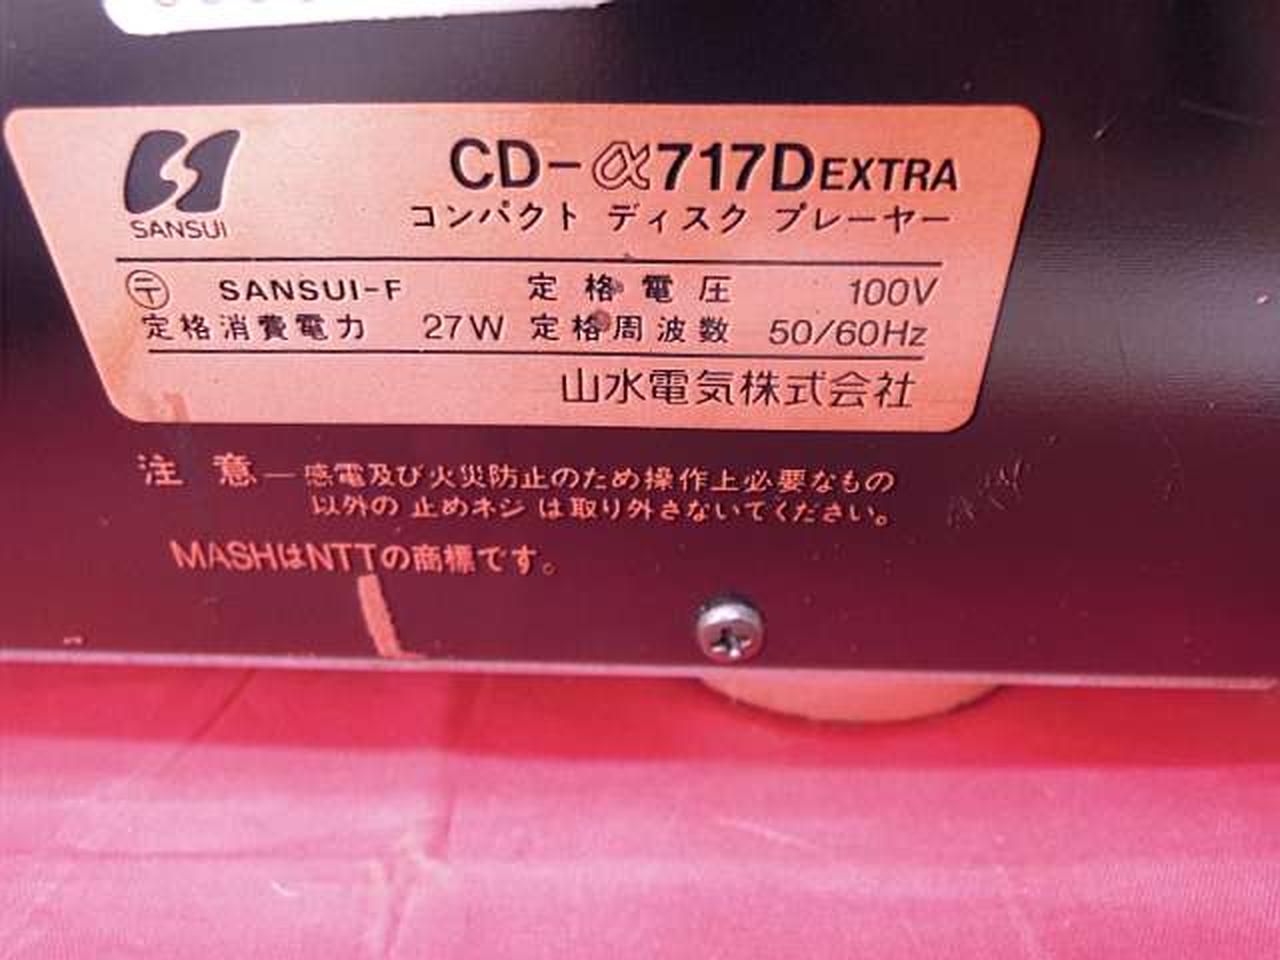 SANSUI
CD-α717DEXTRA
コンパクト ディスク プレーヤー
〒 SANSUI-F 定格電圧 100V
定格消費電力 27W 定格周波数 50/60Hz
山水電気株式会社
注 意―感電及び火災防止のため操作上必要なもの
以外の止めネジは取り外さないでください。
MASHはNTTの商標です。